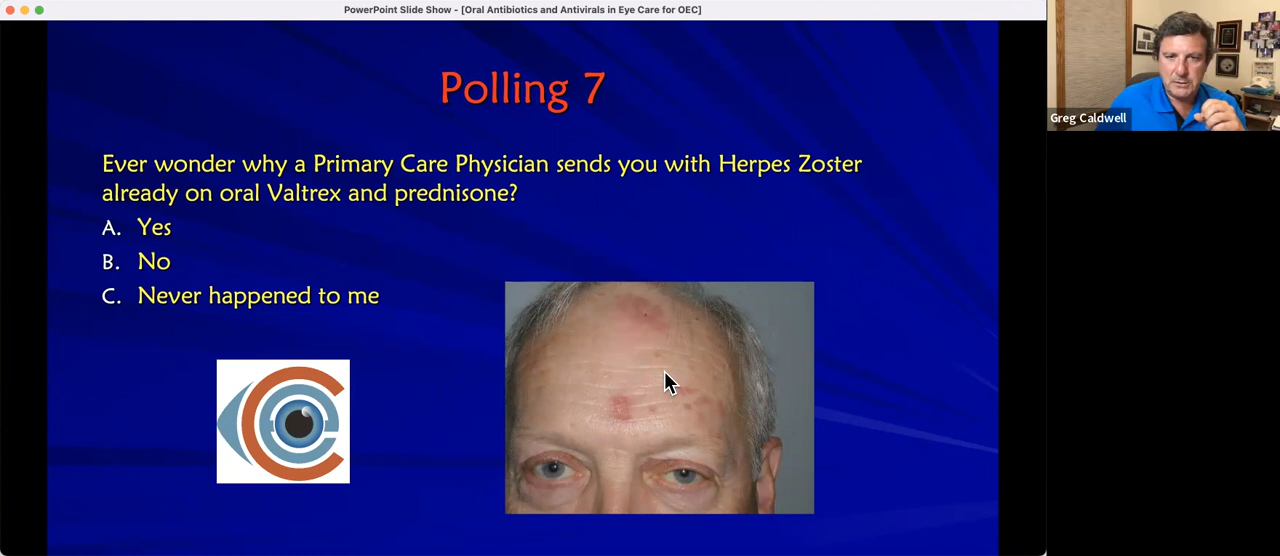 PowerPoint Slide Show - [Oral Antibiotics and Antivirals in Eye Care for OEC]
Polling 7
Ever wonder why a Primary Care Physician sends you with Herpes Zoster
already on oral Valtrex and prednisone?
A. Yes
B. No
C. Never happened to me
Greg Caldwell